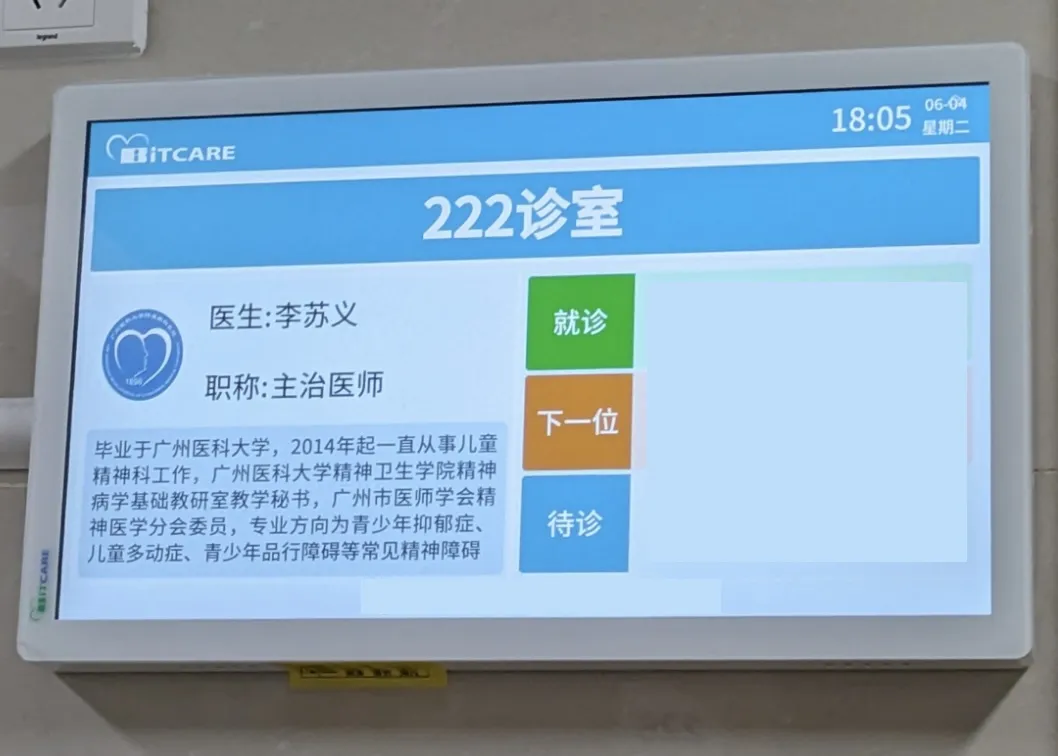 legrand
BiTCARE
18:05
06-04
星期二
222诊室
医生:李苏义
职称:主治医师
1898
毕业于广州医科大学，2014年起一直从事儿童
精神科工作，广州医科大学精神卫生学院精神
病学基础教研室教学秘书，广州市医师学会精
神医学分会委员，专业方向为青少年抑郁症、
儿童多动症、青少年品行障碍等常见精神障碍
就诊
下一位
待诊
BiTCARE